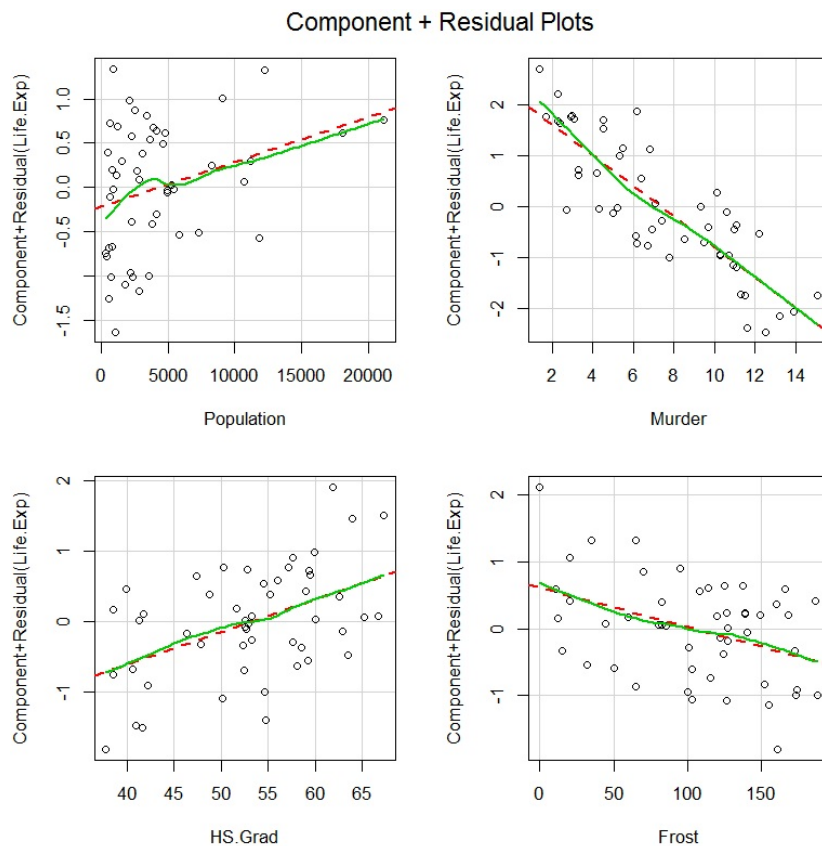 Component + Residual Plots
Component+Residual(Life.Exp)
1.0
0.5
0.0
-0.5
-1.5
0 5000 10000 15000 20000
Population
Component+Residual(Life.Exp)
2
1
0
-1
-2
2 4 6 8 10 12 14
Murder
Component+Residual(Life.Exp)
2
1
0
-1
40 45 50 55 60 65
HS.Grad
Component+Residual(Life.Exp)
2
1
0
-1
0 50 100 150
Frost